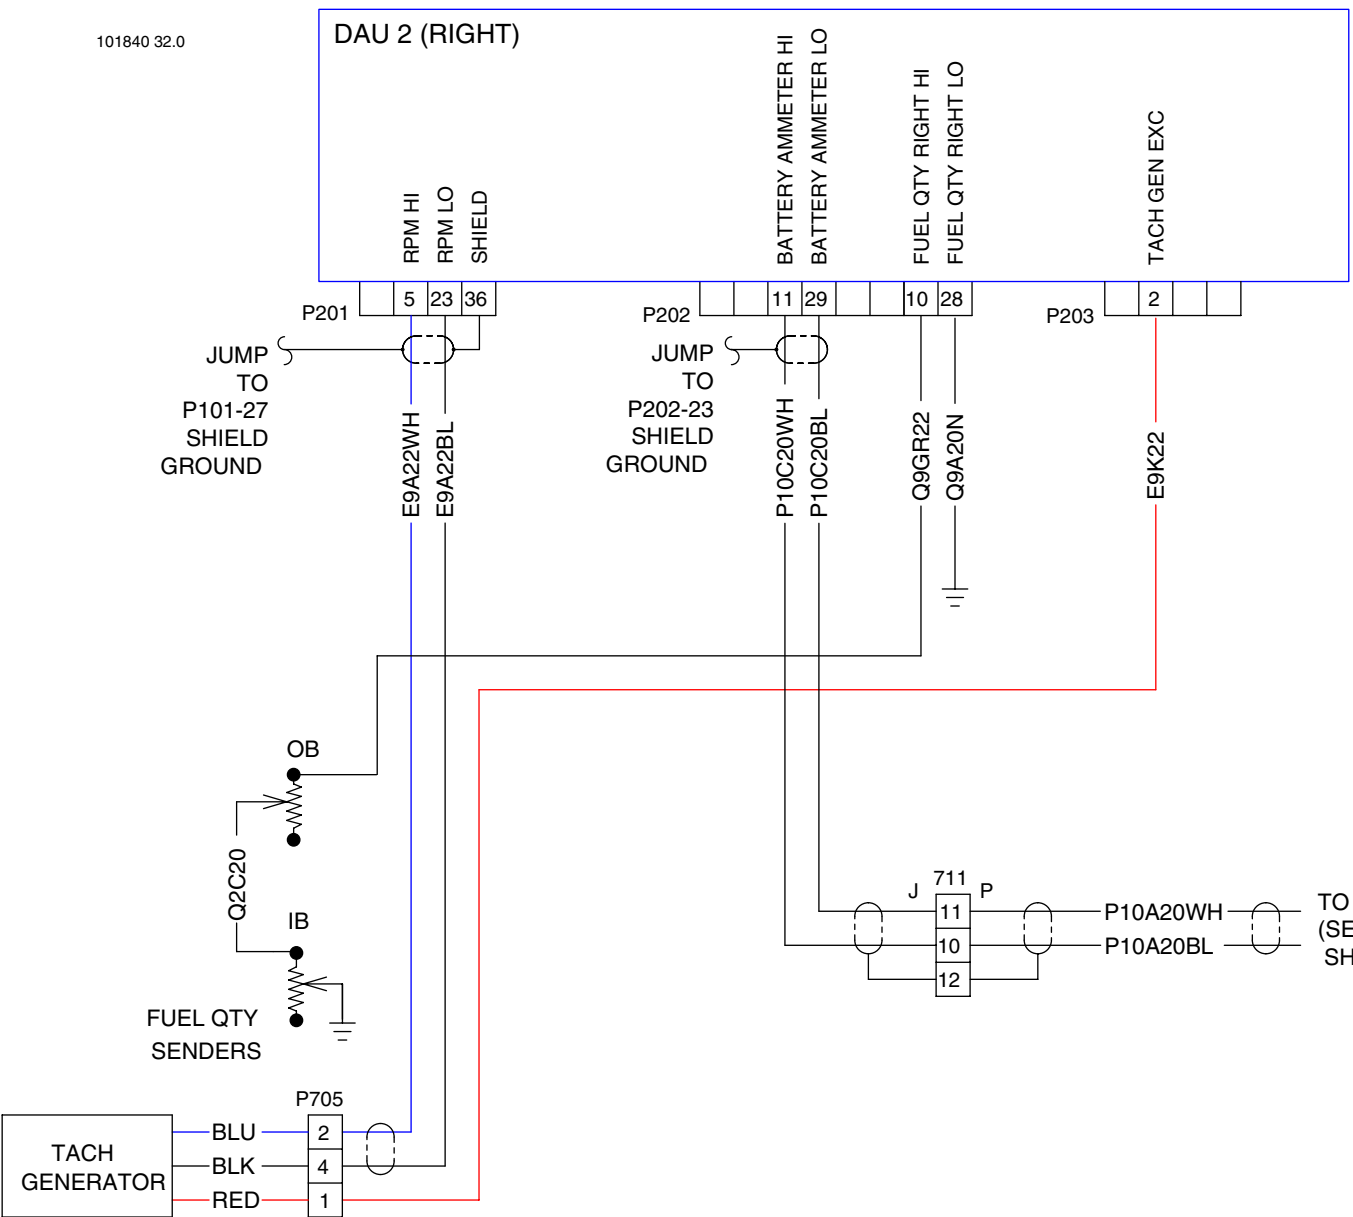 101840 32.0
DAU 2 (RIGHT)
RPM HI
RPM LO
SHIELD
BATTERY AMMETER HI
BATTERY AMMETER LO
FUEL QTY RIGHT HI
FUEL QTY RIGHT LO
TACH GEN EXC
P201
5
23
36
P202
11
29
10
28
P203
2
JUMP
TO
P101-27
SHIELD
GROUND
JUMP
TO
P202-23
SHIELD
GROUND
E9A22WH
E9A22BL
P10C20WH
P10C20BL
Q9GR22
Q9A20N
E9K22
OB
Q2C20
IB
FUEL QTY
SENDERS
J
711
P
11
10
12
P10A20WH
P10A20BL
TO
(SE
SH
P705
TACH
GENERATOR
BLU
2
BLK
4
RED
1